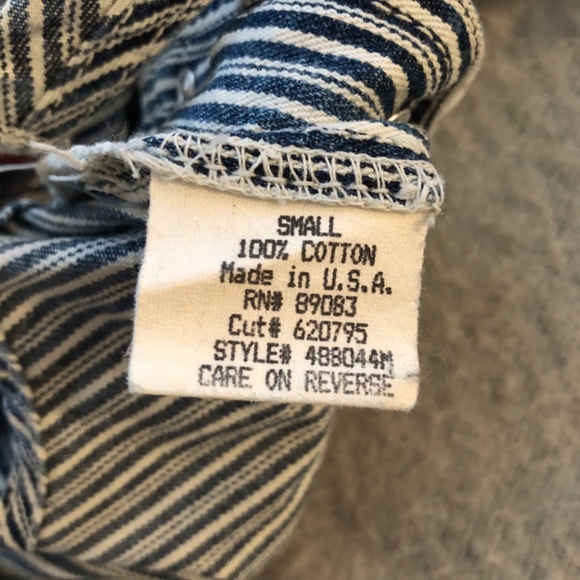 SMALL
100% COTTON
Made in U.S.A.
RN# 89083
Cut# 620795
STYLE# 488044M
CARE ON REVERSE